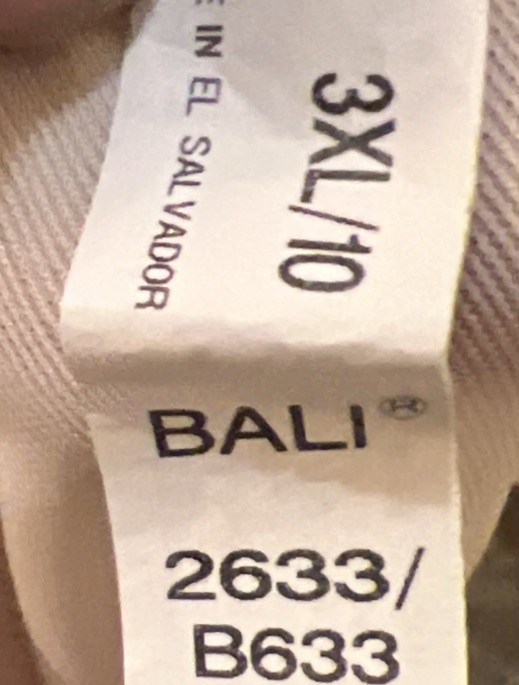 E IN EL SALVADOR
3XL/10
BALI®
2633/
B633